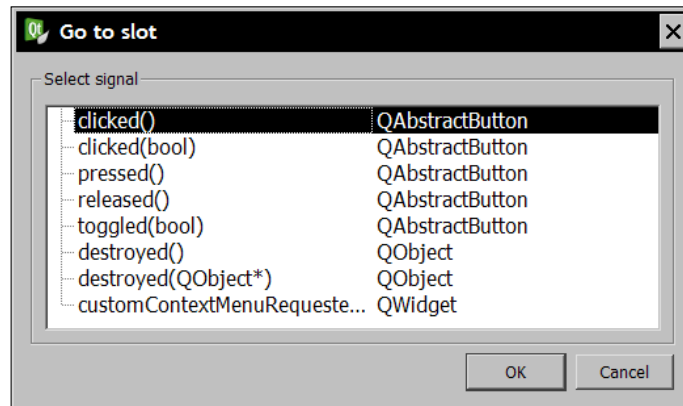 Qt Go to slot
Select signal
clicked() QAbstractButton
clicked(bool) QAbstractButton
pressed() QAbstractButton
released() QAbstractButton
toggled(bool) QAbstractButton
destroyed() QObject
destroyed(QObject*) QObject
customContextMenuRequeste... QWidget
OK Cancel